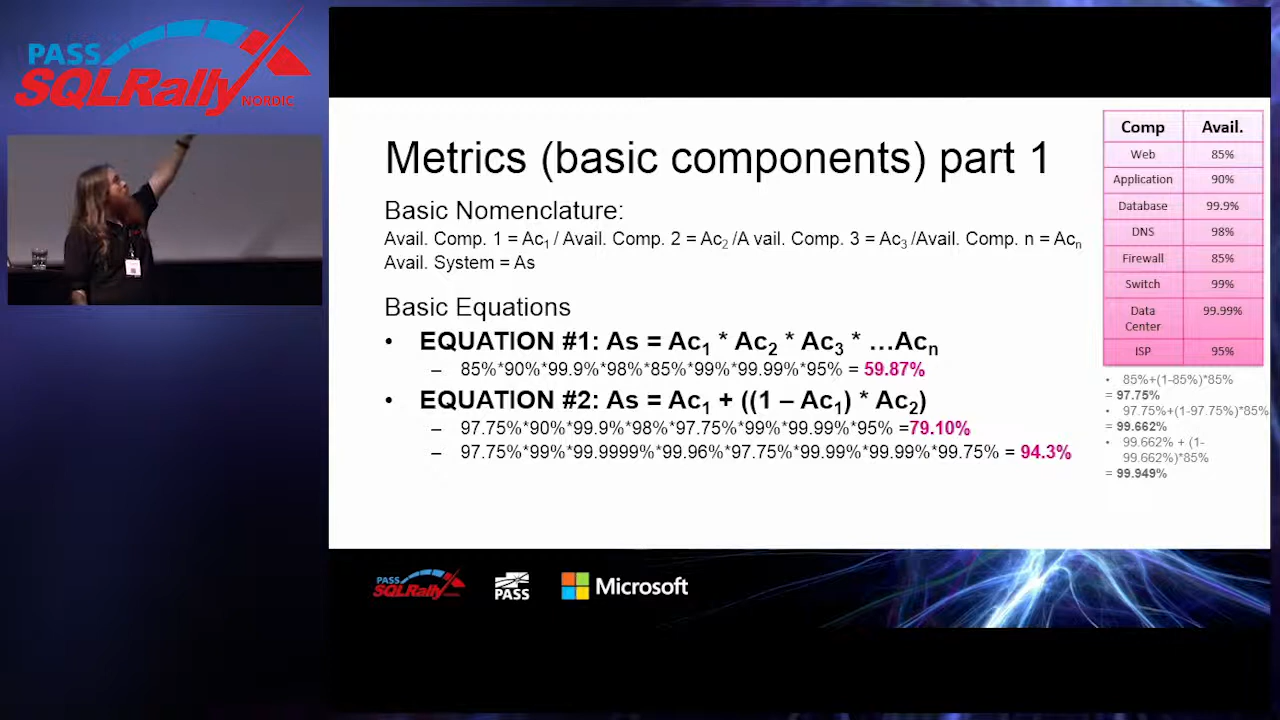 PASS
SQLRally
NORDIC
Metrics (basic components) part 1
Basic Nomenclature:
Avail. Comp. 1 = Ac1 / Avail. Comp. 2 = Ac2 /A vail. Comp. 3 = Ac3 /Avail. Comp. n = Acn
Avail. System = As
Basic Equations
• EQUATION #1: As = Ac1 * Ac2 * Ac3 * …Acn
– 85%*90%*99.9%*98%*85%*99%*99.99%*95% = 59.87%
• EQUATION #2: As = Ac1 + ((1 – Ac1) * Ac2)
– 97.75%*90%*99.9%*98%*97.75%*99%*99.99%*95% =79.10%
– 97.75%*99%*99.9999%*99.96%*97.75%*99.99%*99.99%*99.75% = 94.3%
Comp Avail.
Web 85%
Application 90%
Database 99.9%
DNS 98%
Firewall 85%
Switch 99%
Data
Center 99.99%
ISP 95%
• 85%+(1-85%)*85%
= 97.75%
• 97.75%+(1-97.75%)*85%
= 99.662%
• 99.662% + (1-
99.662%)*85%
= 99.949%
PASS
SQLRally
PASS
Microsoft